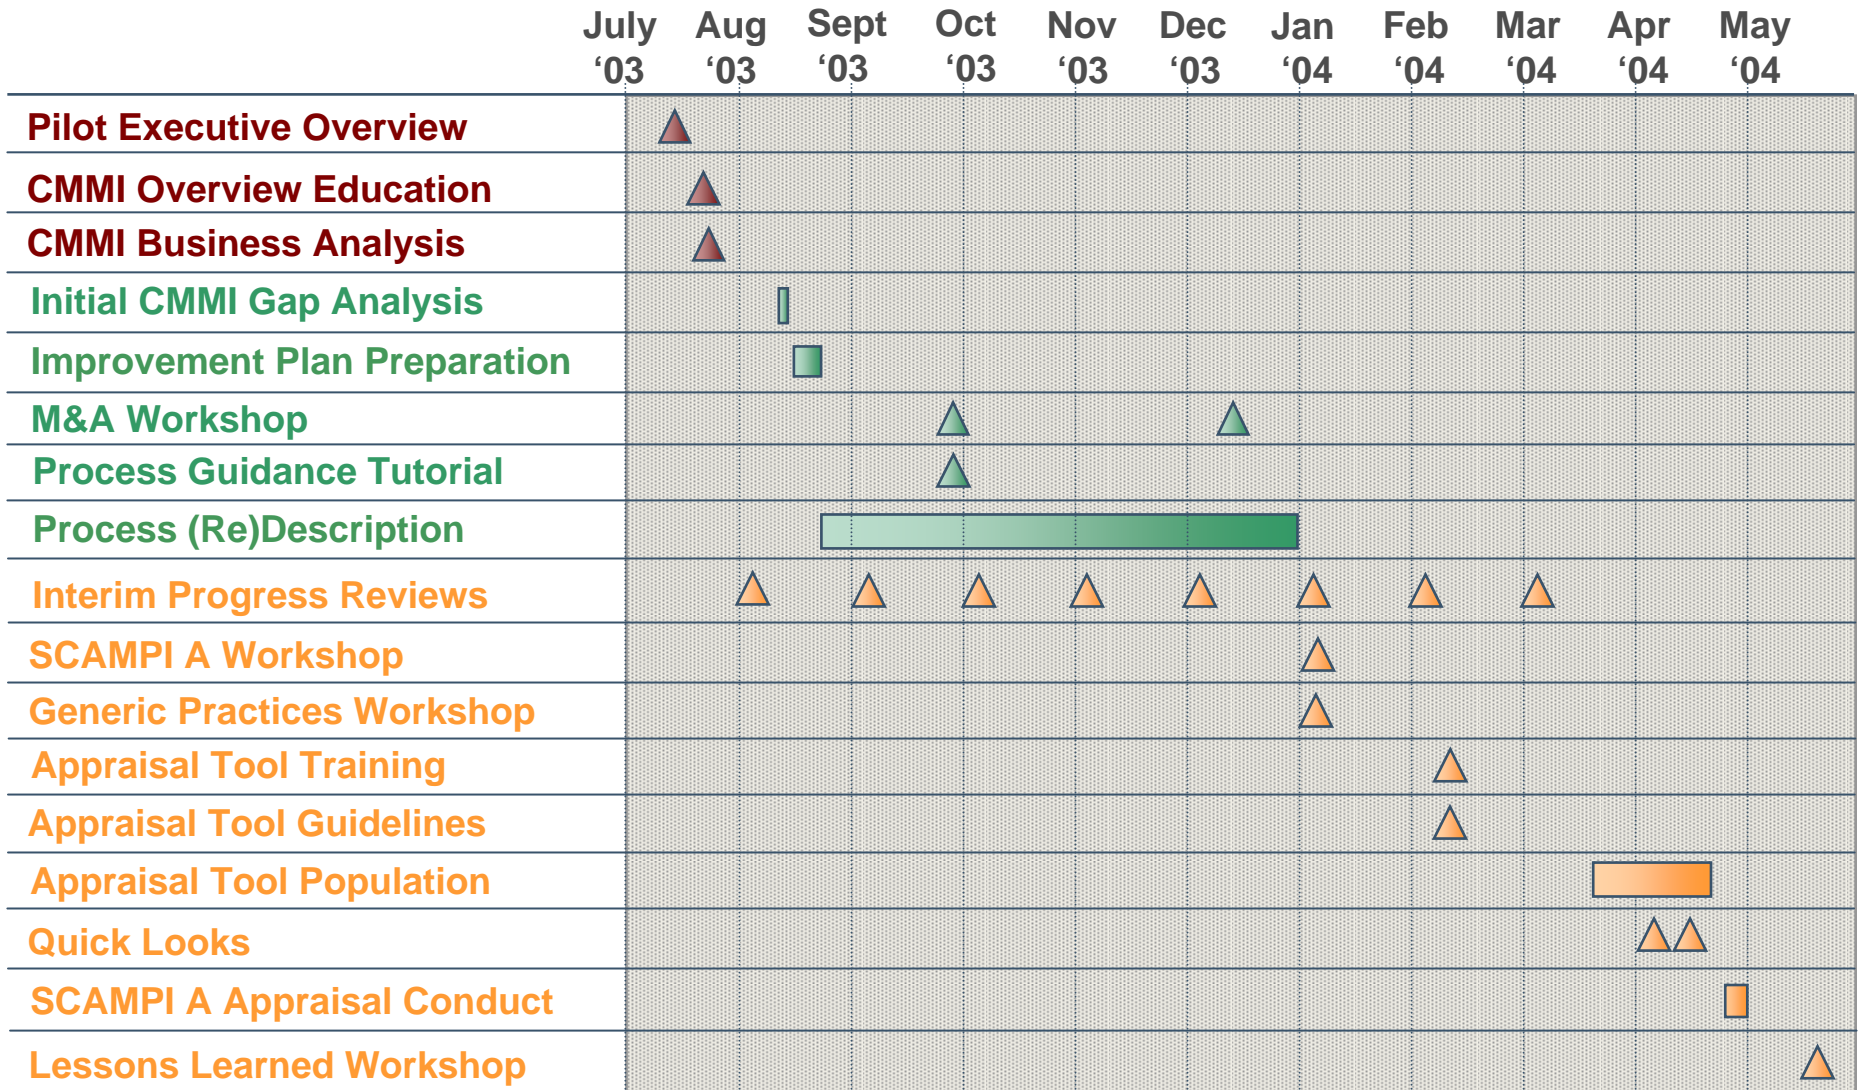 July Aug Sept Oct Nov Dec Jan Feb Mar Apr May
‘03 ‘03 ‘03 ‘03 ‘03 ‘03 ‘04 ‘04 ‘04 ‘04 ‘04
Pilot Executive Overview
CMMI Overview Education
CMMI Business Analysis
Initial CMMI Gap Analysis
Improvement Plan Preparation
M&A Workshop
Process Guidance Tutorial
Process (Re)Description
Interim Progress Reviews
SCAMPI A Workshop
Generic Practices Workshop
Appraisal Tool Training
Appraisal Tool Guidelines
Appraisal Tool Population
Quick Looks
SCAMPI A Appraisal Conduct
Lessons Learned Workshop